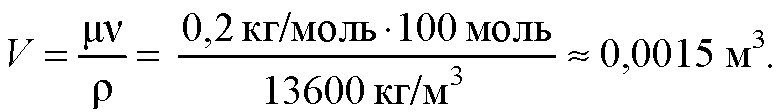 V = μν/ρ = 0,2 кг/моль · 100 моль / 13600 кг/м³ ≈ 0,0015 м³.